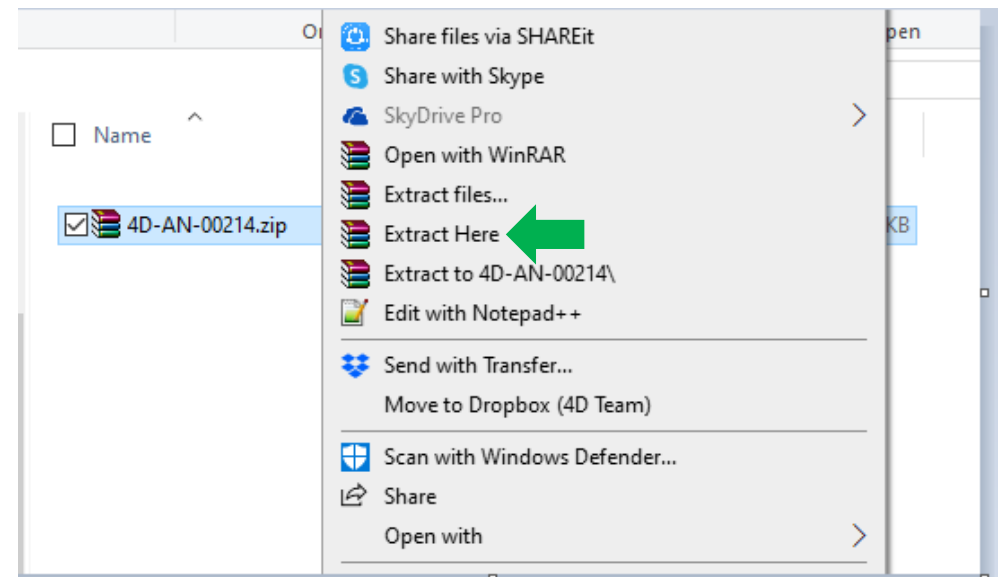 Share files via SHAREit
pen
Share with Skype
Name
SkyDrive Pro
Open with WinRAR
Extract files...
4D-AN-00214.zip
Extract Here
KB
Extract to 4D-AN-00214\
Edit with Notepad++
Send with Transfer...
Move to Dropbox (4D Team)
Scan with Windows Defender...
Share
Open with